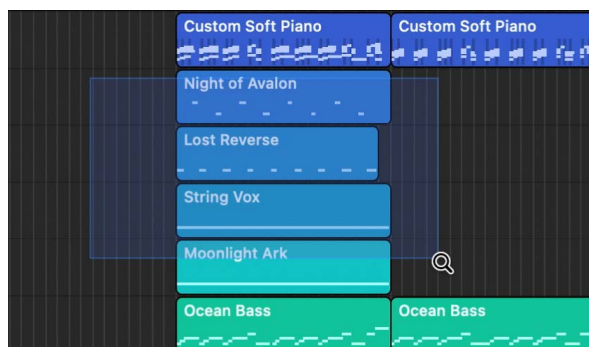 Custom Soft Piano
Custom Soft Piano
Night of Avalon
Lost Reverse
String Vox
Moonlight Ark
Ocean Bass
Ocean Bass